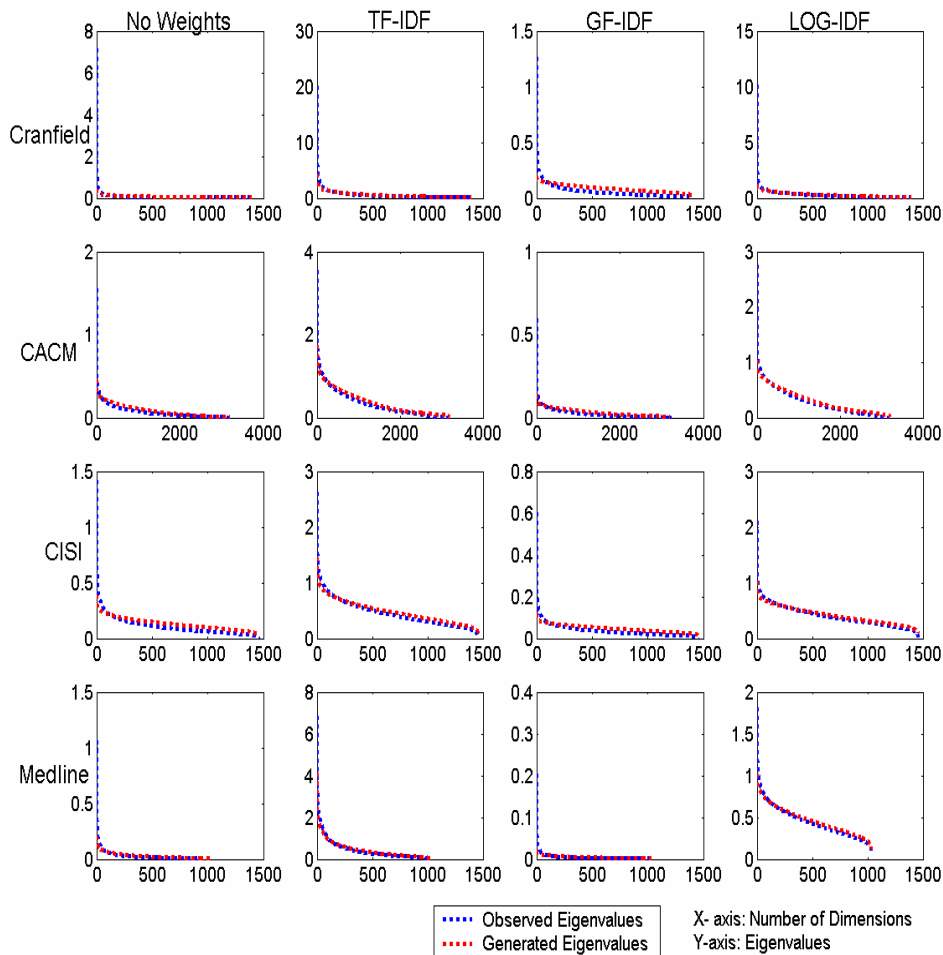 No Weights TF-IDF GF-IDF LOG-IDF
8 30 1.5 15
6
20 1 10
4
Cranfield
10 0.5 5
2
0 0 0 0
0 500 1000 1500 0 500 1000 1500 0 500 1000 1500 0 500 1000 1500
2 4 1 3
2
1 2 0.5
CACM
1
0 0 0 0
0 2000 4000 0 2000 4000 0 2000 4000 0 2000 4000
1.5 3 0.8 3
0.6
1 2 2
CISI
0.4
0.5 1 1
0.2
0 0 0 0
0 500 1000 1500 0 500 1000 1500 0 500 1000 1500 0 500 1000 1500
1.5 8 0.4 2
6 0.3 1.5
1
Medline
4 0.2 1
0.5
2 0.1 0.5
0 0 0 0
0 500 1000 1500 0 500 1000 1500 0 500 1000 1500 0 500 1000 1500
Observed Eigenvalues X- axis: Number of Dimensions
Generated Eigenvalues Y-axis: Eigenvalues